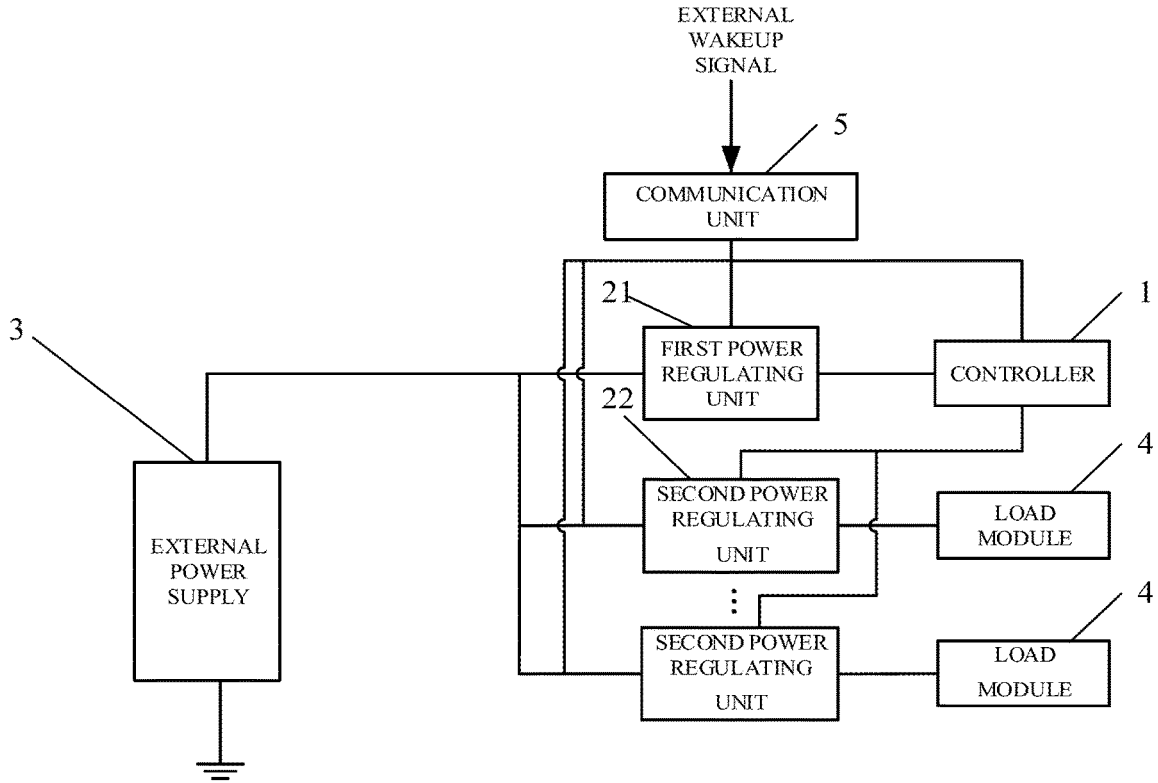 EXTERNAL
WAKEUP
SIGNAL
5
COMMUNICATION
UNIT
21
1
3
FIRST POWER
REGULATING
UNIT
CONTROLLER
22
4
SECOND POWER
REGULATING
UNIT
LOAD
MODULE
EXTERNAL
POWER
SUPPLY
4
SECOND POWER
REGULATING
UNIT
LOAD
MODULE